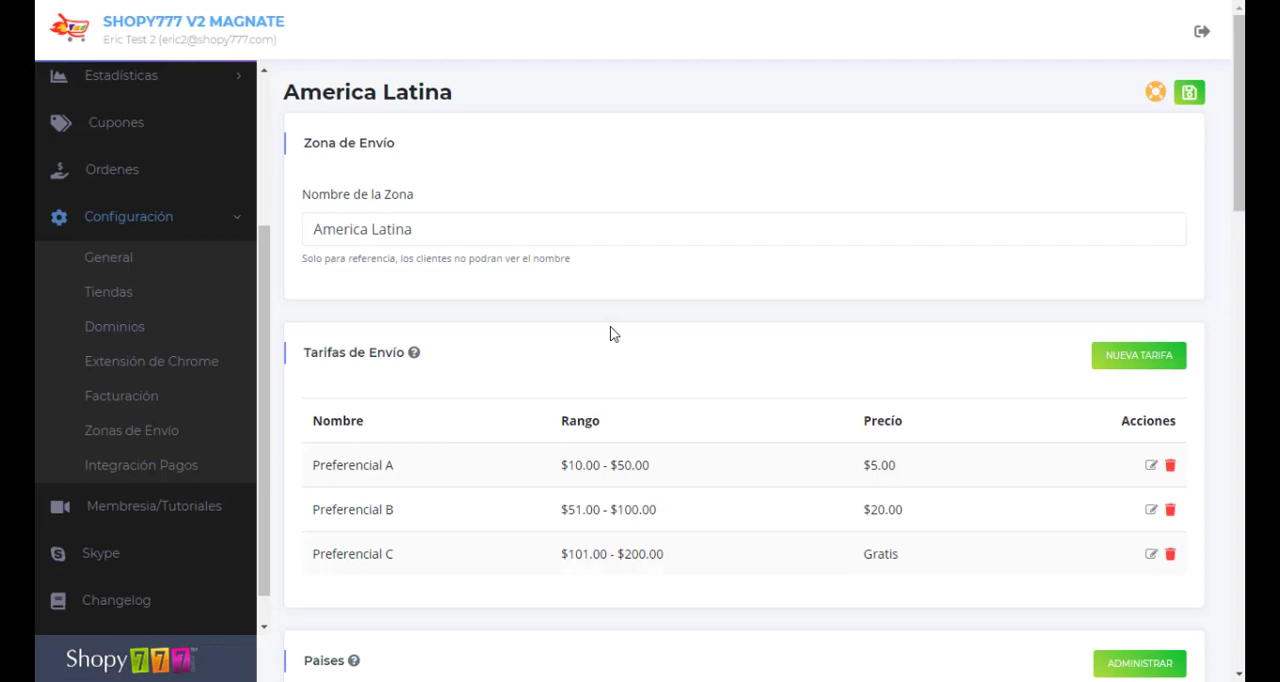 SHOPY777 V2 MAGNATE
Eric Test 2 (eric2@shopy777.com)
Estadísticas
Cupones
Ordenes
Configuración
General
Tiendas
Dominios
Extensión de Chrome
Facturación
Zonas de Envío
Integración Pagos
Membresia/Tutoriales
Skype
Changelog
Shopy777
America Latina
Zona de Envío
Nombre de la Zona
America Latina
Solo para referencia, los clientes no podran ver el nombre
Tarifas de Envío
NUEVA TARIFA
Nombre Rango Precío Acciones
Preferencial A $10.00 - $50.00 $5.00
Preferencial B $51.00 - $100.00 $20.00
Preferencial C $101.00 - $200.00 Gratis
Paises
ADMINISTRAR